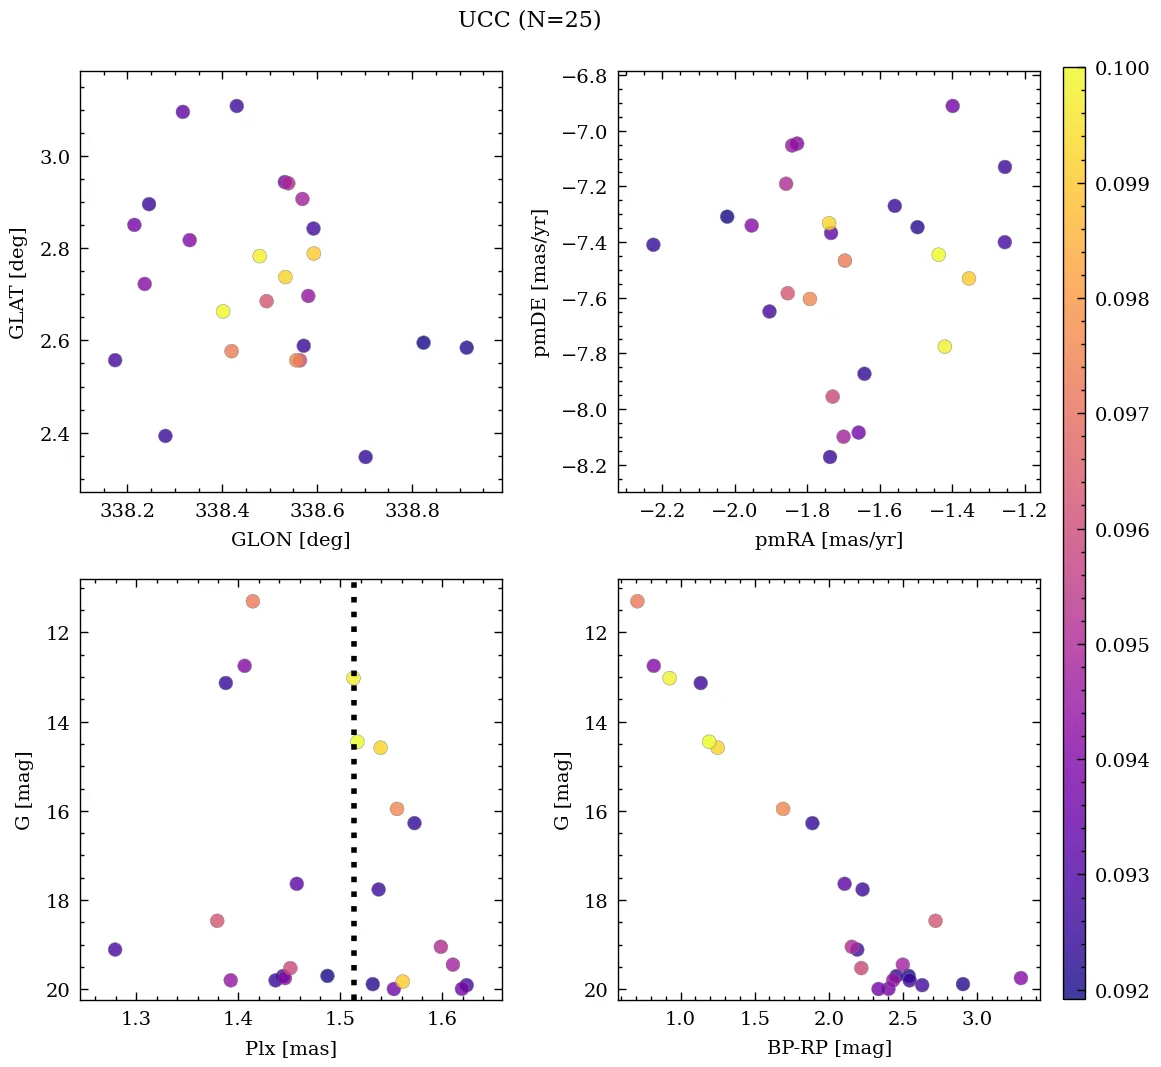 UCC (N=25)
3.0
2.8
2.6
2.4
GLAT [deg]
338.2 338.4 338.6 338.8
GLON [deg]
−6.8
−7.0
−7.2
−7.4
−7.6
−7.8
−8.0
−8.2
pmDE [mas/yr]
−2.2 −2.0 −1.8 −1.6 −1.4 −1.2
pmRA [mas/yr]
12
14
16
18
20
G [mag]
1.3 1.4 1.5 1.6
Plx [mas]
12
14
16
18
20
G [mag]
1.0 1.5 2.0 2.5 3.0
BP-RP [mag]
0.100
0.099
0.098
0.097
0.096
0.095
0.094
0.093
0.092